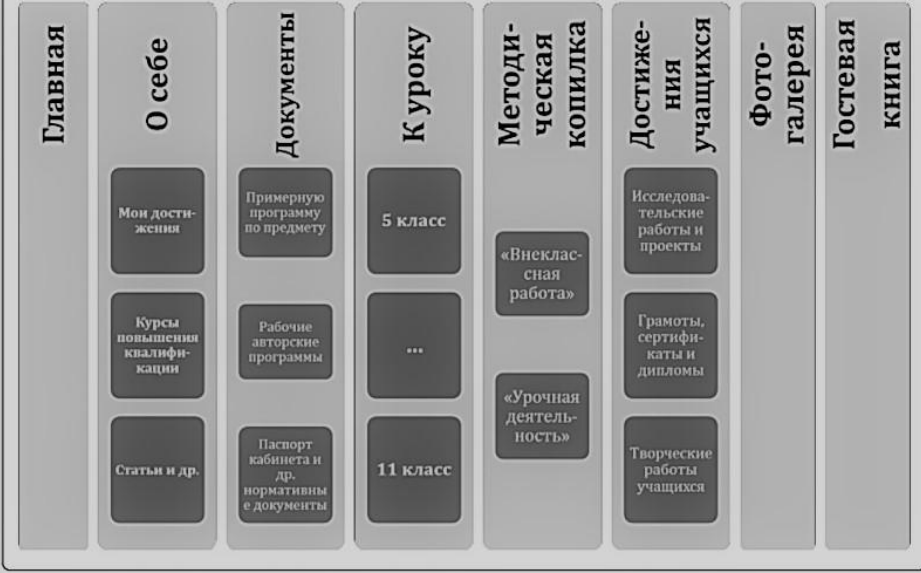 Главная
О себе
Мои дости-
жения
Курсы
повышения
квалифи-
кации
Статьи и др.
Документы
Примерную
программу
по предмету
Рабочие
авторские
программы
Паспорт
кабинета и
др.
нормативны
е документы
К уроку
5 класс
...
11 класс
Методи-
ческая
копилка
«Внеклас-
сная
работа»
«Урочная
деятель-
ность»
Достиже-
ния
учащихся
Исследова-
тельские
работы и
проекты
Грамоты,
сертифи-
каты и
дипломы
Творческие
работы
учащихся
Фото-
галерея
Гостевая
книга